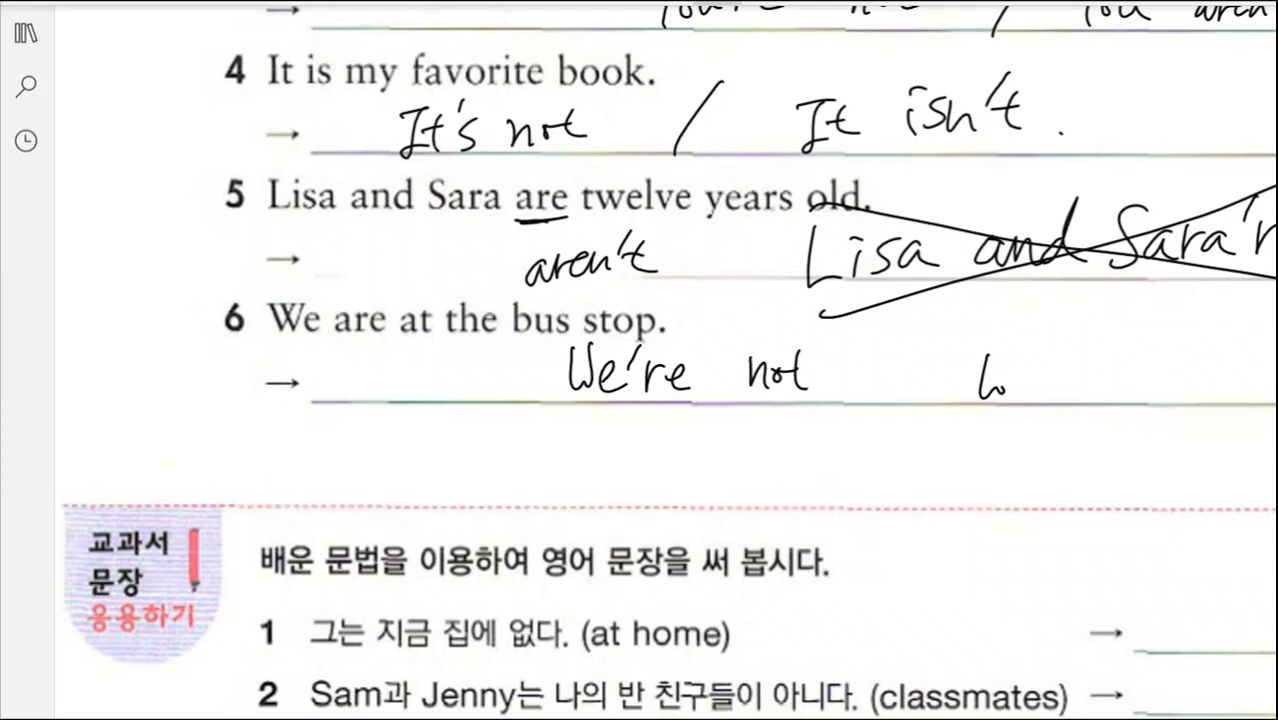 4 It is my favorite book.
→ It's not / It isn't.
5 Lisa and Sara are twelve years old.
→ aren't Lisa and Sara'r
6 We are at the bus stop.
→ We're not
교과서
문장
응용하기
배운 문법을 이용하여 영어 문장을 써 봅시다.
1 그는 지금 집에 없다. (at home) →
2 Sam과 Jenny는 나의 반 친구들이 아니다. (classmates) →